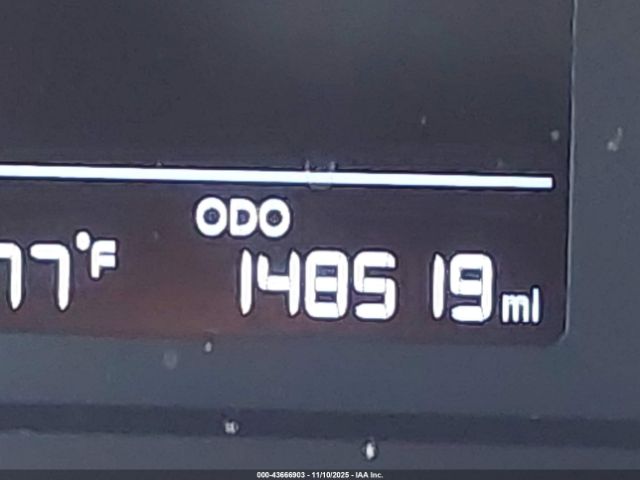 ODO
77°F
148519 mi
000-43666903 - 11/10/2025 - IAA Inc.